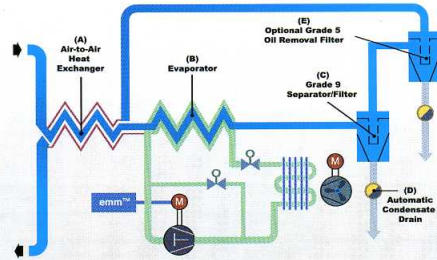 (E)
Optional Grade 5
Oil Removal Filter
(A)
Air-to-Air
Heat
Exchanger
(B)
Evaporator
(C)
Grade 9
Separator/Filter
M
emm™
M
(D)
Automatic
Condensate
Drain